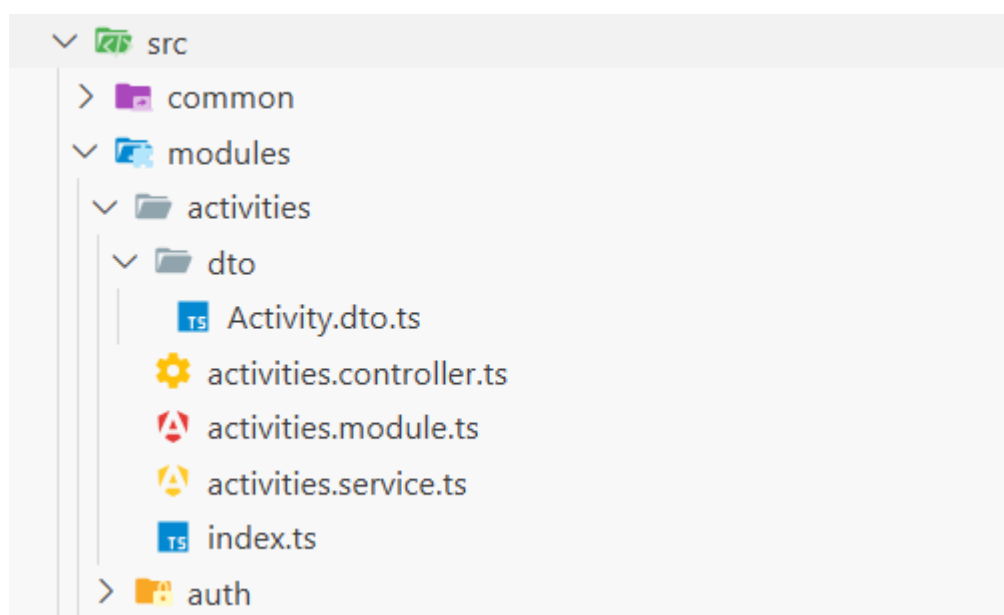 src
common
modules
activities
dto
TS Activity.dto.ts
activities.controller.ts
activities.module.ts
activities.service.ts
TS index.ts
auth